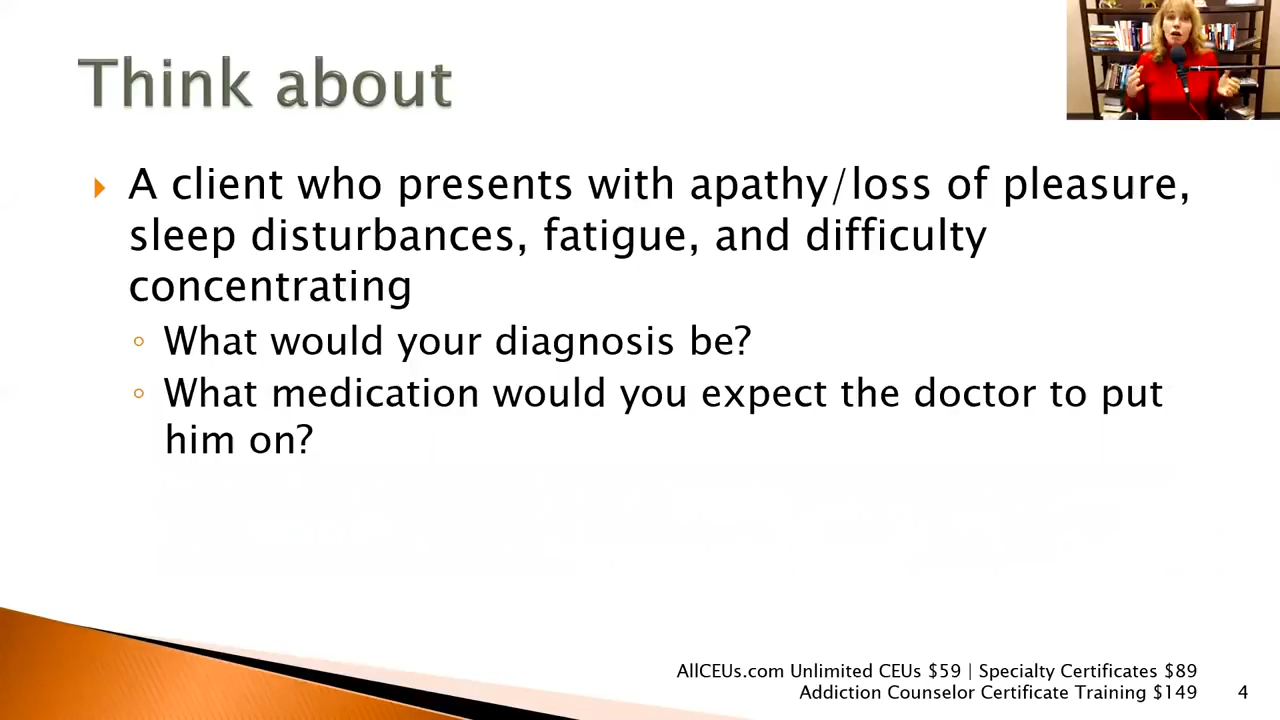 Think about
A client who presents with apathy/loss of pleasure,
sleep disturbances, fatigue, and difficulty
concentrating
What would your diagnosis be?
What medication would you expect the doctor to put
him on?
AllCEUs.com Unlimited CEUs $59 | Specialty Certificates $89
Addiction Counselor Certificate Training $149
4